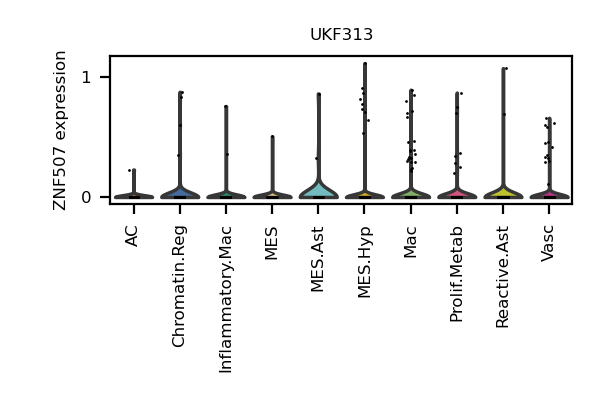 UKF313
ZNF507 expression
1
0
AC
Chromatin.Reg
Inflammatory.Mac
MES
MES.Ast
MES.Hyp
Mac
Prolif.Metab
Reactive.Ast
Vasc